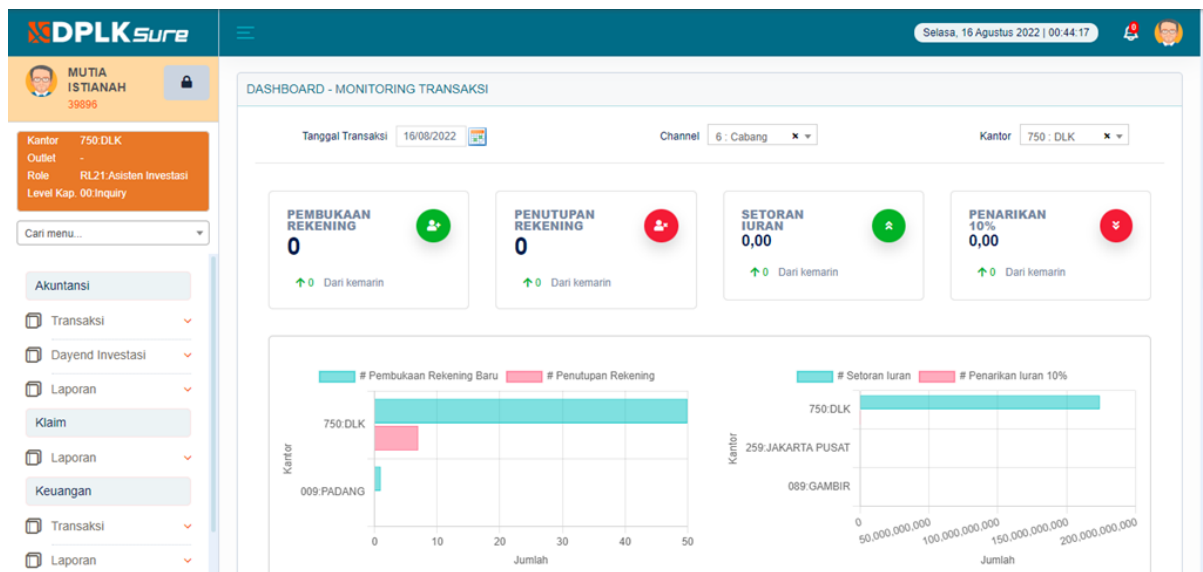 DPLKSure
Selasa, 16 Agustus 2022 | 00:44:17
MUTIA
ISTIANAH
39896
Kantor 750:DLK
Outlet -
Role RL21:Asisten Investasi
Level Kap. 00:Inquiry
Cari menu...
Akuntansi
Transaksi
Dayend Investasi
Laporan
Klaim
Laporan
Keuangan
Transaksi
Laporan
DASHBOARD - MONITORING TRANSAKSI
Tanggal Transaksi 16/08/2022
Channel 6 : Cabang
Kantor 750 : DLK
PEMBUKAAN
REKENING
0
0 Dari kemarin
PENUTUPAN
REKENING
0
0 Dari kemarin
SETORAN
IURAN
0,00
0 Dari kemarin
PENARIKAN
10%
0,00
0 Dari kemarin
# Pembukaan Rekening Baru # Penutupan Rekening
Kantor
750:DLK
009:PADANG
0 10 20 30 40 50
Jumlah
# Setoran Iuran # Penarikan Iuran 10%
Kantor
750:DLK
259:JAKARTA PUSAT
089:GAMBIR
0 50,000,000,000 100,000,000,000 150,000,000,000 200,000,000,000
Jumlah